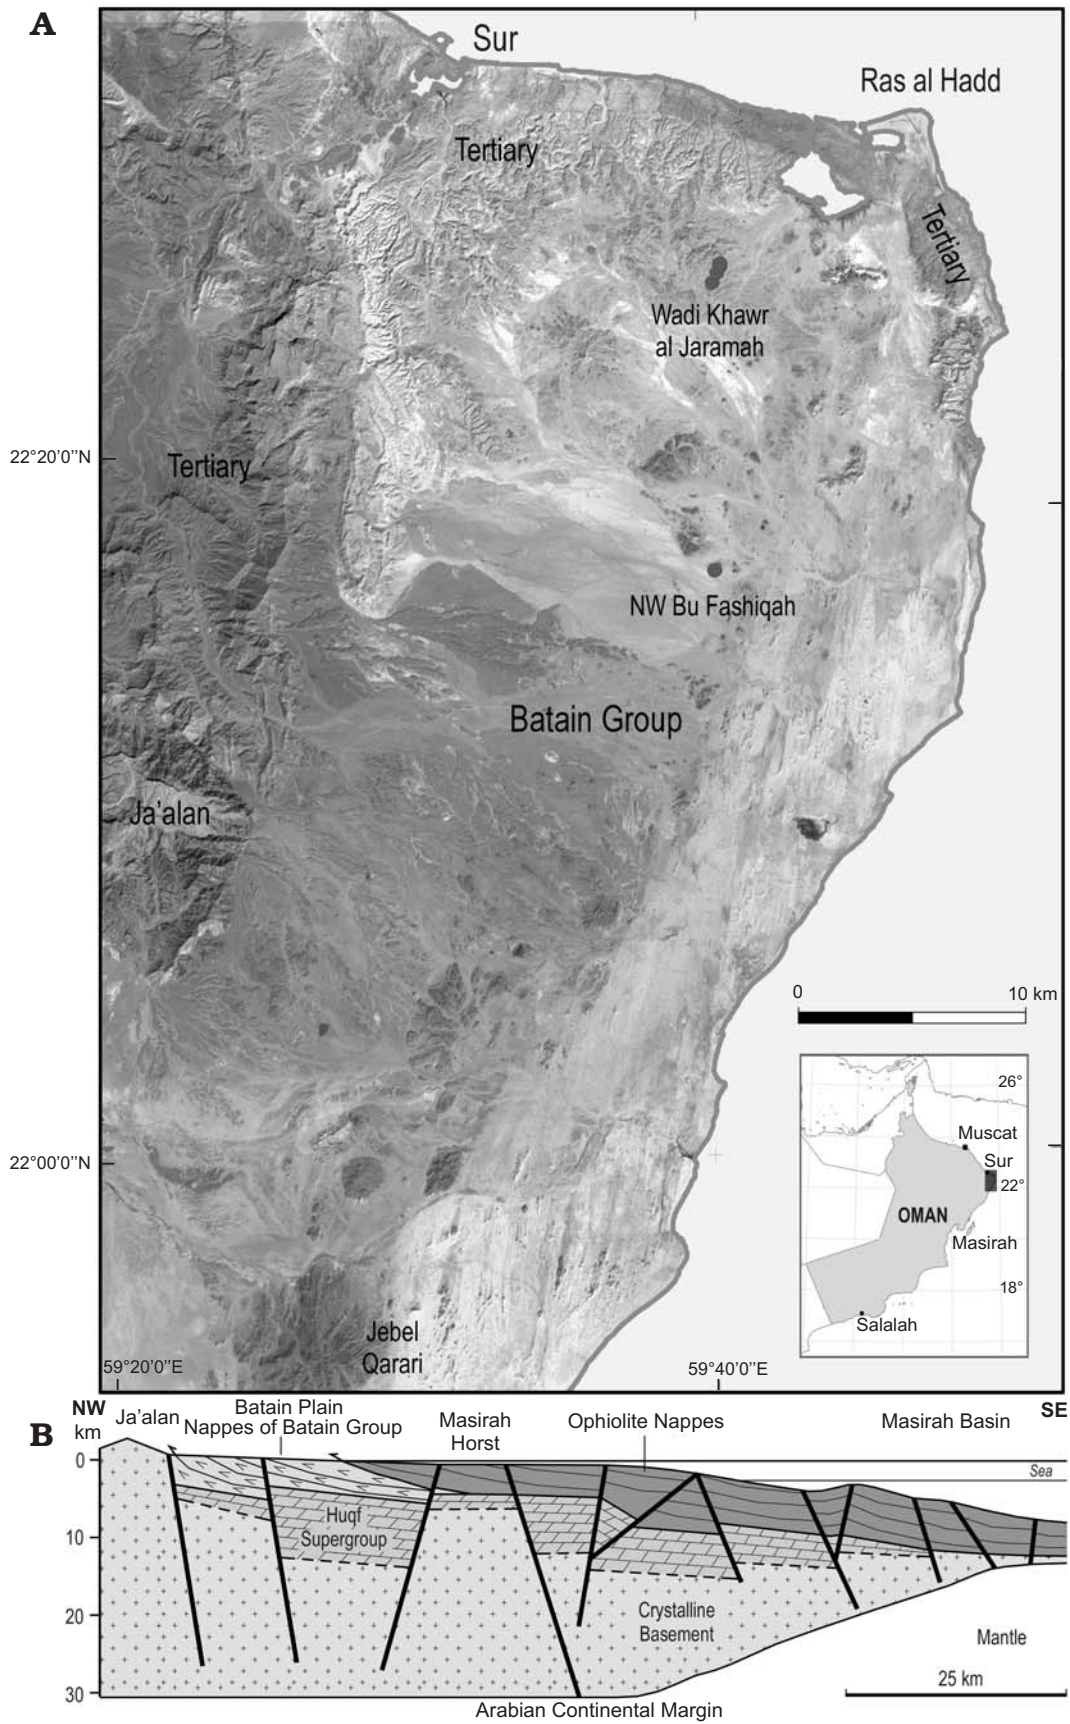 A
Sur
Ras al Hadd
Tertiary
Tertiary
Wadi Khawr
al Jaramah
22°20'0''N
Tertiary
NW Bu Fashiqah
Batain Group
Ja'alan
0
10 km
26°
Muscat
Sur
22°
OMAN
Masirah
18°
Salalah
22°00'0''N
Jebel
Qarari
59°20'0''E
59°40'0''E
B
NW
km
Ja'alan
Batain Plain
Nappes of Batain Group
Masirah
Horst
Ophiolite Nappes
Masirah Basin
SE
0
Sea
10
Huqf
Supergroup
20
Crystalline
Basement
Mantle
25 km
30
Arabian Continental Margin